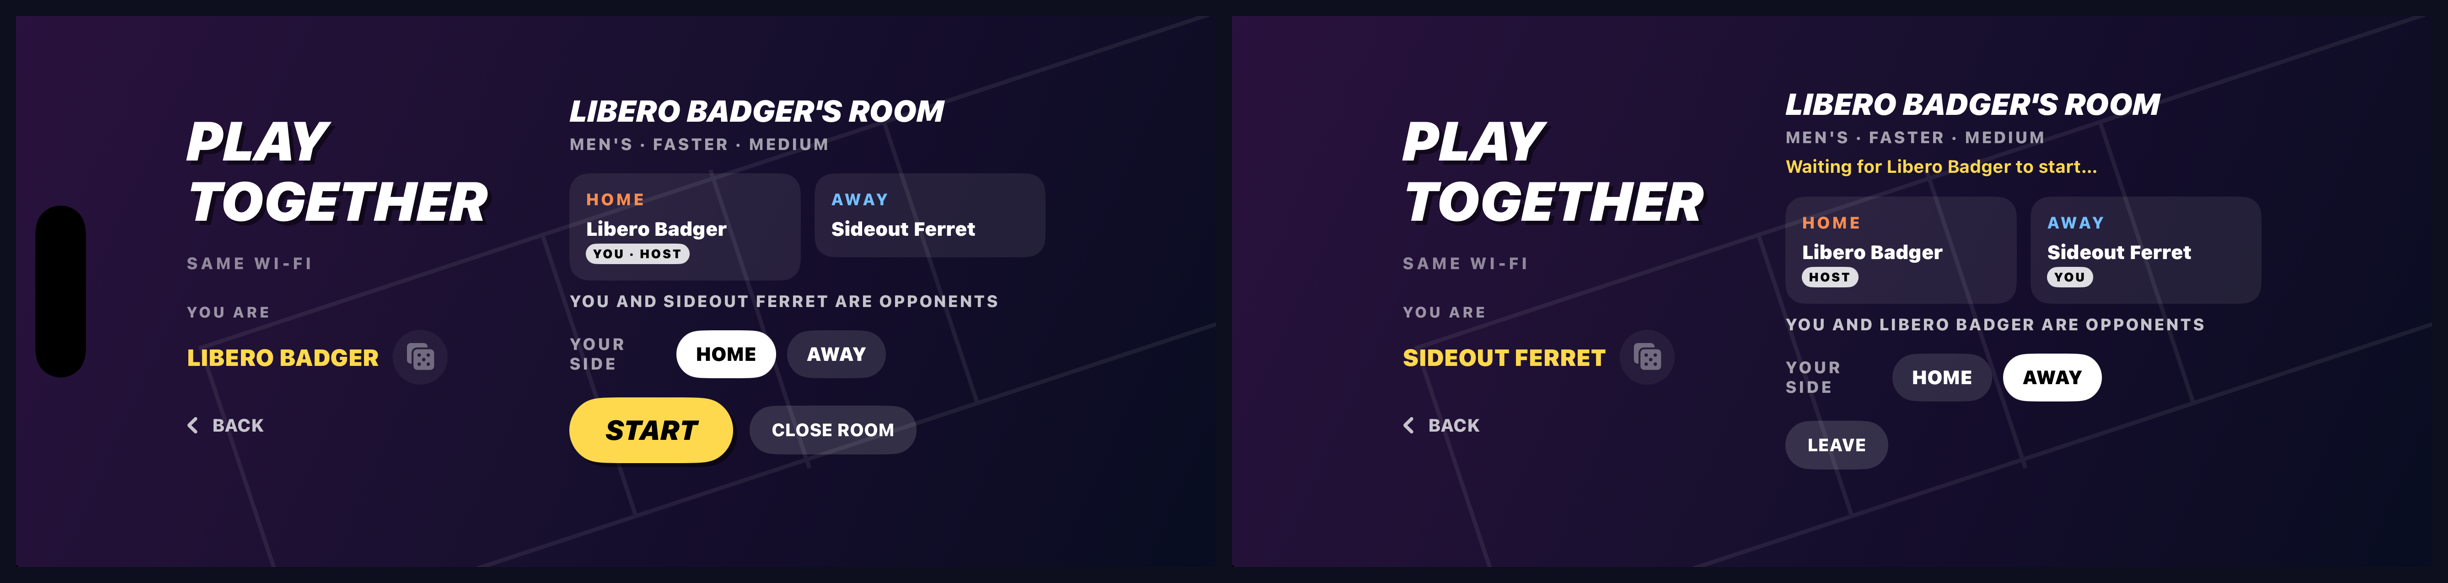 PLAY
TOGETHER
SAME WI-FI
YOU ARE
LIBERO BADGER
BACK
LIBERO BADGER'S ROOM
MEN'S · FASTER · MEDIUM
HOME
Libero Badger
YOU · HOST
AWAY
Sideout Ferret
YOU AND SIDEOUT FERRET ARE OPPONENTS
YOUR
SIDE
HOME
AWAY
START
CLOSE ROOM
PLAY
TOGETHER
SAME WI-FI
YOU ARE
SIDEOUT FERRET
BACK
LIBERO BADGER'S ROOM
MEN'S · FASTER · MEDIUM
Waiting for Libero Badger to start...
HOME
Libero Badger
HOST
AWAY
Sideout Ferret
YOU
YOU AND LIBERO BADGER ARE OPPONENTS
YOUR
SIDE
HOME
AWAY
LEAVE